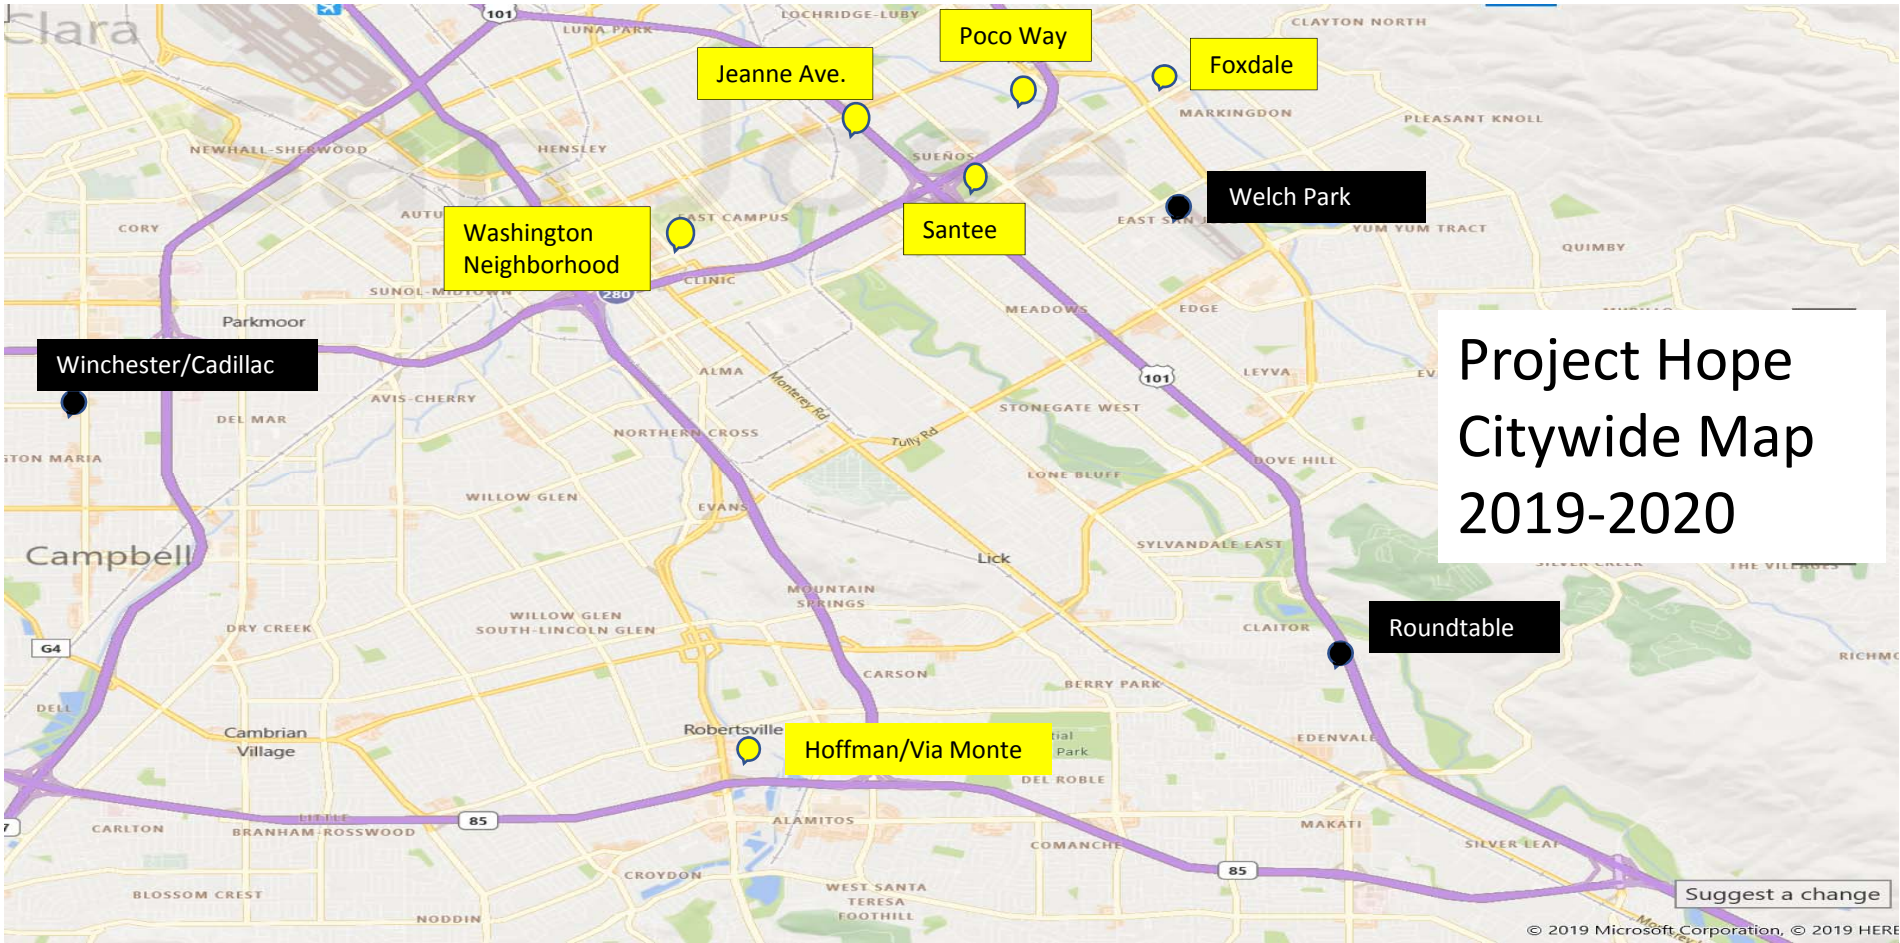 Clara
101
LUNA PARK
LOCHRIDGE-LUBY
Poco Way
CLAYTON NORTH
Jeanne Ave.
Foxdale
San Jose
MARKINGDON
PLEASANT KNOLL
NEWHALL-SHERWOOD
HENSLEY
SUEÑOS
Welch Park
CORY
EAST CAMPUS
Santee
YUM YUM TRACT
QUIMBY
Washington
Neighborhood
CLINIC
280
Parkmoor
MEADOWS
EDGE
Winchester/Cadillac
ALMA
Monterey Rd
101
LEYVA
Project Hope
Citywide Map
2019-2020
DEL MAR
AVIS-CHERRY
NORTHERN CROSS
STONEGATE WEST
Tully Rd
DOVE HILL
LONE BLUFF
WILLOW GLEN
EVANS
Campbell
Lick
SYLVANDALE EAST
MOUNTAIN
SPRINGS
DRY CREEK
WILLOW GLEN
SOUTH-LINCOLN GLEN
CLAITOR
Roundtable
G4
CARSON
BERRY PARK
DELL
Cambrian
Village
Robertsville
Hoffman/Via Monte
Park
EDENVALE
DEL ROBLE
CARLTON
LITTLE
BRANHAM-ROSSWOOD
85
ALAMITOS
COMANCHE
MAKATI
SILVER LEAF
85
BLOSSOM CREST
CROYDON
NODDIN
WEST SANTA
TERESA
FOOTHILL
Suggest a change
© 2019 Microsoft Corporation, © 2019 HERE